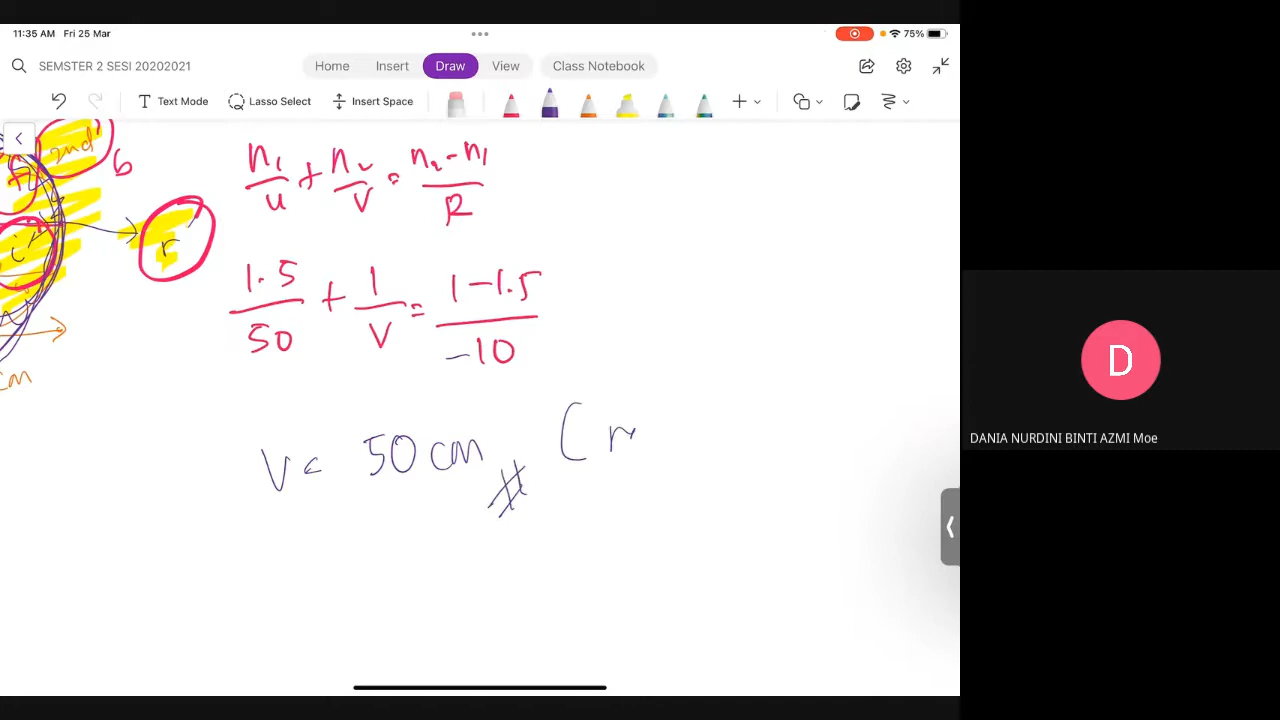 11:35 AM Fri 25 Mar
75%
SEMSTER 2 SESI 20202021
Home Insert Draw View Class Notebook
Text Mode Lasso Select Insert Space
2nd
6
i
r
cm
n1/u + n2/v = n2-n1/R
1.5/50 + 1/v = 1-1.5/-10
v = 50 cm (r
D
DANIA NURDINI BINTI AZMI Moe